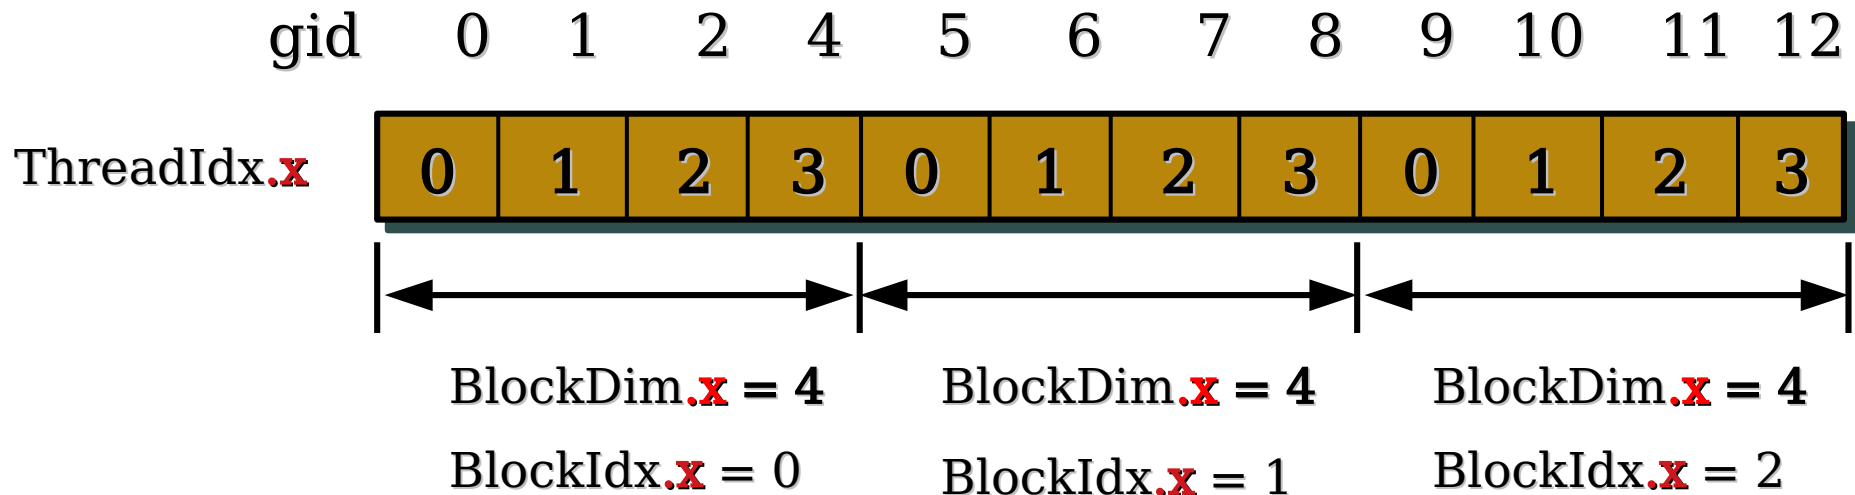 gid 0 1 2 4 5 6 7 8 9 10 11 12
ThreadIdx.x 0 1 2 3 0 1 2 3 0 1 2 3
BlockDim.x = 4 BlockDim.x = 4 BlockDim.x = 4
BlockIdx.x = 0 BlockIdx.x = 1 BlockIdx.x = 2